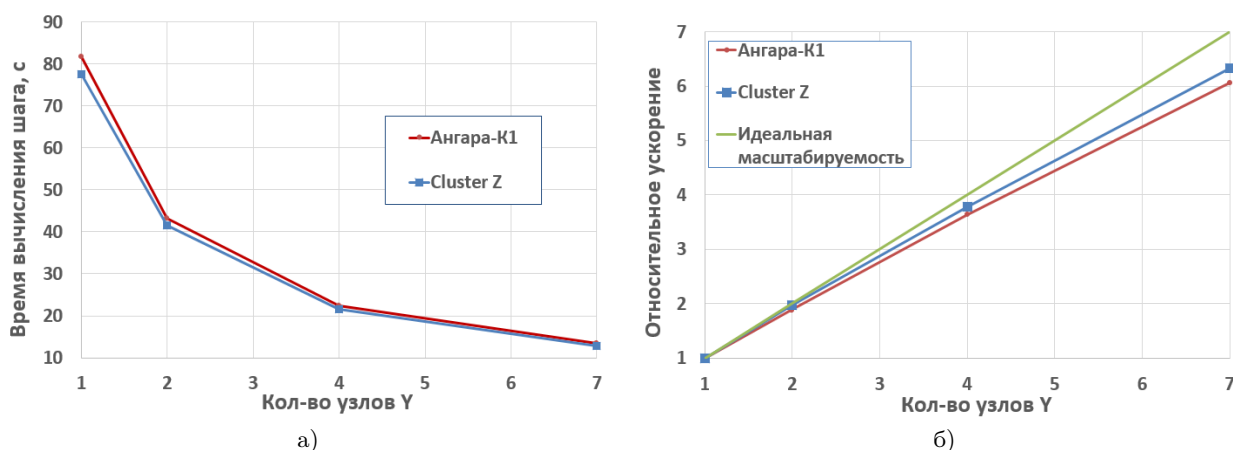 90
80
70
60
50
40
30
20
10
Время вычисления шага, с
Ангара-К1
Cluster Z
1 2 3 4 5 6 7
Кол-во узлов Y
а)
7
6
5
4
3
2
1
Относительное ускорение
Ангара-К1
Cluster Z
Идеальная
масштабируемость
1 2 3 4 5 6 7
Кол-во узлов Y
б)